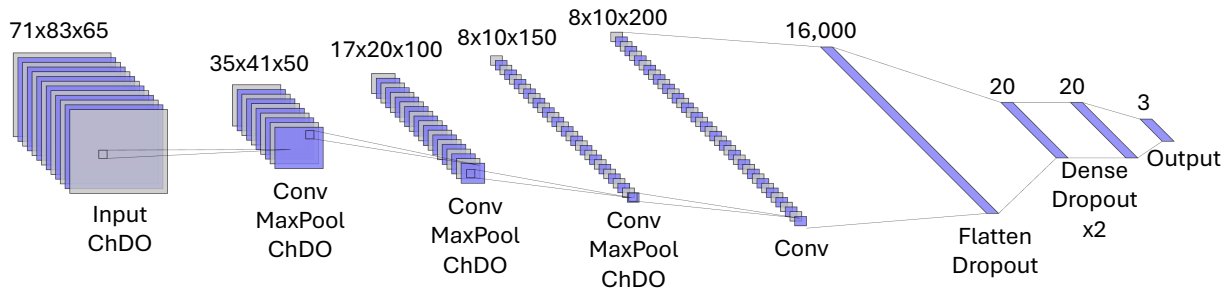 71x83x65
Input
ChDO
35x41x50
Conv
MaxPool
ChDO
17x20x100
Conv
MaxPool
ChDO
8x10x150
Conv
MaxPool
ChDO
8x10x200
Conv
16,000
Flatten
Dropout
20
20
Dense
Dropout
x2
3
Output